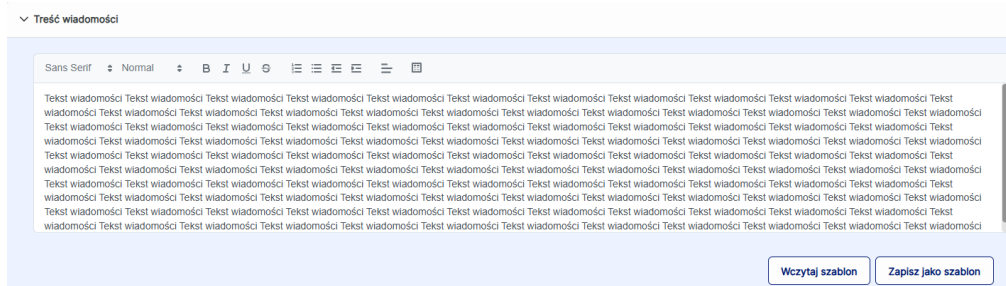 Treść wiadomości
Sans Serif Normal B I U S
Tekst wiadomości Tekst wiadomości Tekst wiadomości Tekst wiadomości Tekst wiadomości Tekst wiadomości Tekst wiadomości Tekst wiadomości Tekst wiadomości Tekst wiadomości Tekst wiadomości Tekst
wiadomości Tekst wiadomości Tekst wiadomości Tekst wiadomości Tekst wiadomości Tekst wiadomości Tekst wiadomości Tekst wiadomości Tekst wiadomości Tekst wiadomości Tekst wiadomości Tekst wiadomości
Tekst wiadomości Tekst wiadomości Tekst wiadomości Tekst wiadomości Tekst wiadomości Tekst wiadomości Tekst wiadomości Tekst wiadomości Tekst wiadomości Tekst wiadomości Tekst wiadomości Tekst
wiadomości Tekst wiadomości Tekst wiadomości Tekst wiadomości Tekst wiadomości Tekst wiadomości Tekst wiadomości Tekst wiadomości Tekst wiadomości Tekst wiadomości Tekst wiadomości Tekst wiadomości
Tekst wiadomości Tekst wiadomości Tekst wiadomości Tekst wiadomości Tekst wiadomości Tekst wiadomości Tekst wiadomości Tekst wiadomości Tekst wiadomości Tekst wiadomości Tekst wiadomości Tekst
wiadomości Tekst wiadomości Tekst wiadomości Tekst wiadomości Tekst wiadomości Tekst wiadomości Tekst wiadomości Tekst wiadomości Tekst wiadomości Tekst wiadomości Tekst wiadomości Tekst wiadomości
Tekst wiadomości Tekst wiadomości Tekst wiadomości Tekst wiadomości Tekst wiadomości Tekst wiadomości Tekst wiadomości Tekst wiadomości Tekst wiadomości Tekst wiadomości Tekst wiadomości Tekst
wiadomości Tekst wiadomości Tekst wiadomości Tekst wiadomości Tekst wiadomości Tekst wiadomości Tekst wiadomości Tekst wiadomości Tekst wiadomości Tekst wiadomości Tekst wiadomości Tekst wiadomości
Tekst wiadomości Tekst wiadomości Tekst wiadomości Tekst wiadomości Tekst wiadomości Tekst wiadomości Tekst wiadomości Tekst wiadomości Tekst wiadomości Tekst wiadomości Tekst wiadomości Tekst
wiadomości Tekst wiadomości Tekst wiadomości Tekst wiadomości Tekst wiadomości Tekst wiadomości Tekst wiadomości Tekst wiadomości Tekst wiadomości Tekst wiadomości Tekst wiadomości Tekst wiadomości
Wczytaj szablon Zapisz jako szablon